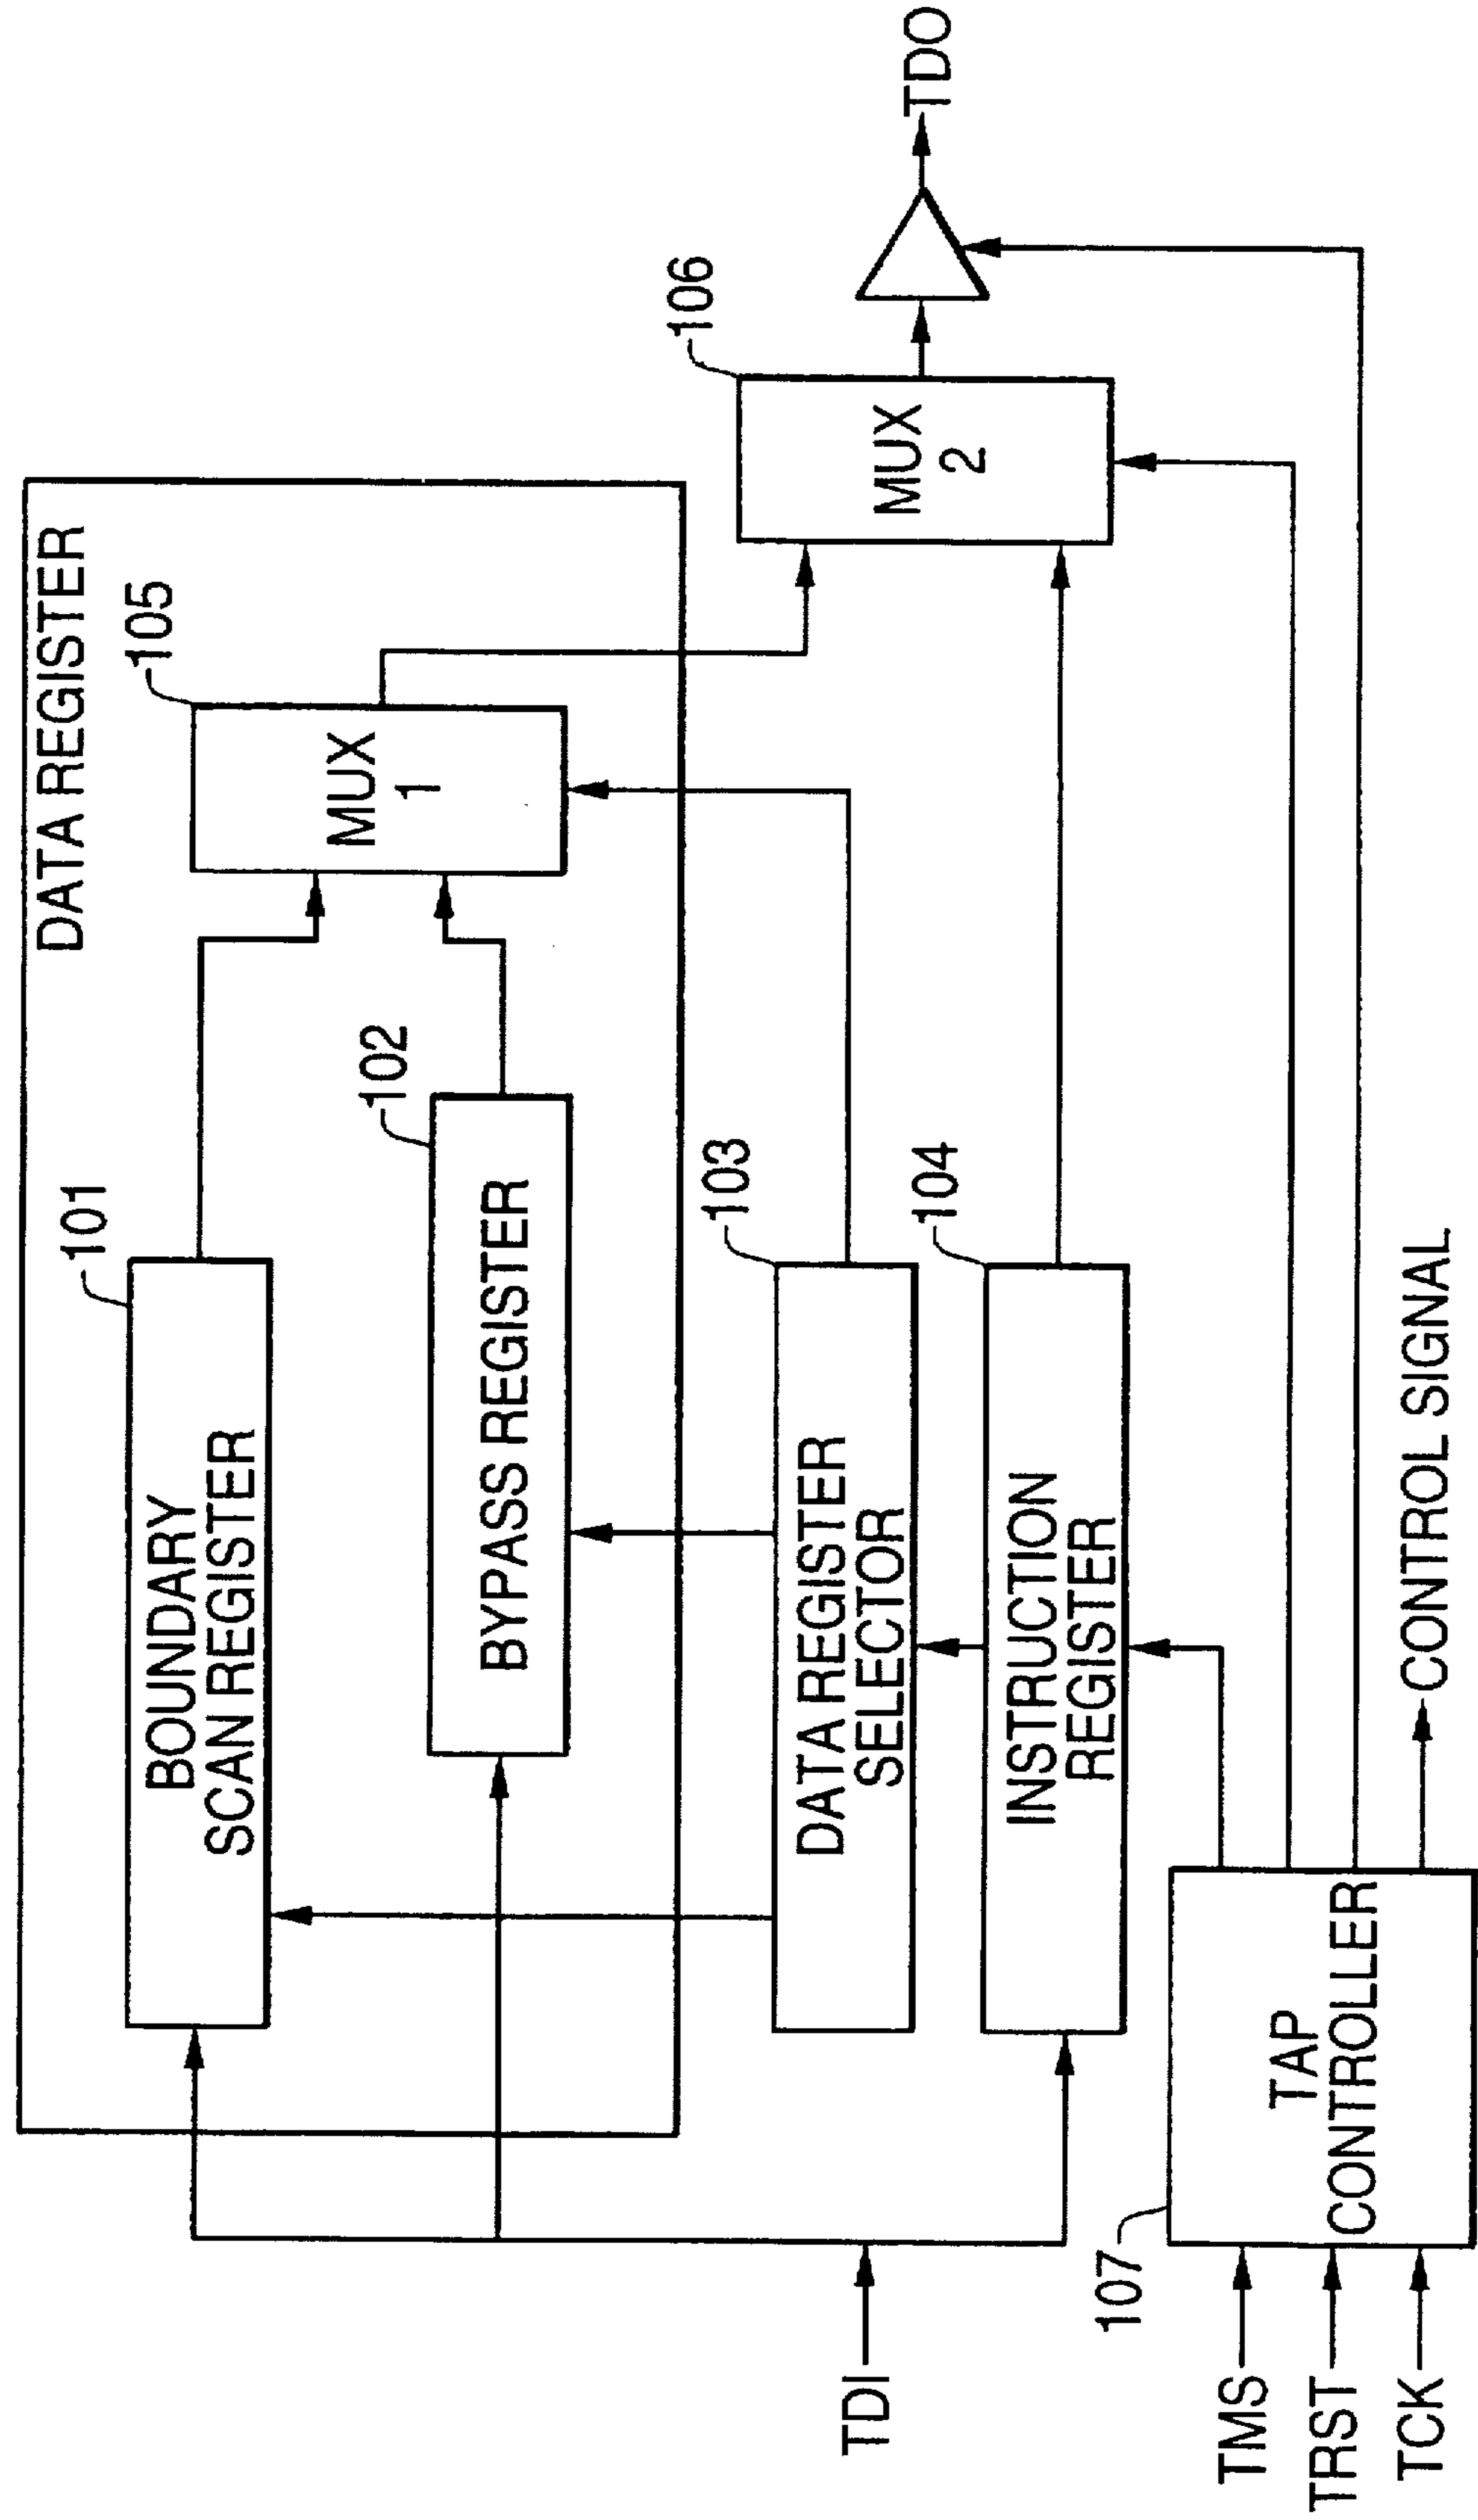 DATA REGISTER
101
BOUNDARY
SCAN REGISTER
105
MUX
1
102
BYPASS REGISTER
103
DATA REGISTER
SELECTOR
106
MUX
2
TDO
TDI
104
INSTRUCTION
REGISTER
107
TAP
CONTROLLER
TMS
TRST
TCK
CONTROL SIGNAL